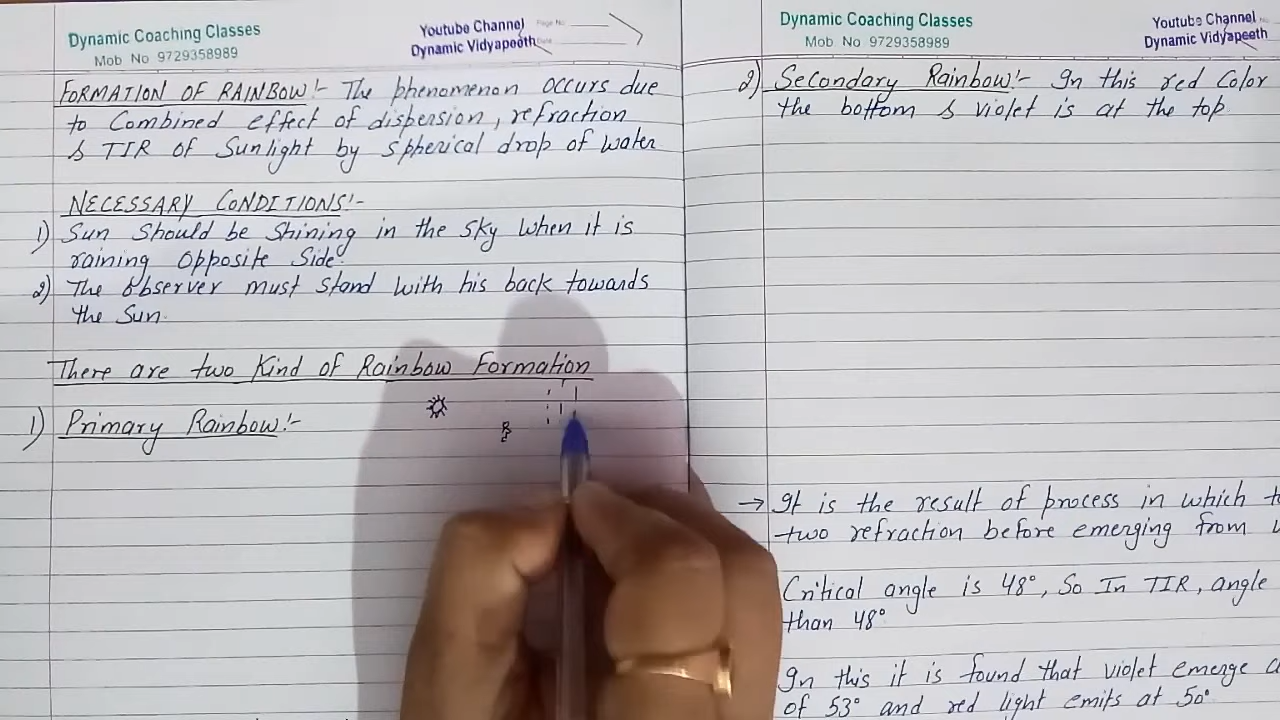 Dynamic Coaching Classes
Mob No 9729358989
Youtube Channel
Dynamic Vidyapeeth
Page No
FORMATION OF RAINBOW:- The phenomenon occurs due
to Combined effect of dispersion, refraction
& TIR of Sunlight by spherical drop of water
NECESSARY CONDITIONS:-
1) Sun should be shining in the sky when it is
raining opposite side.
2) The observer must stand with his back towards
the Sun.
There are two Kind of Rainbow Formation
1) Primary Rainbow:-
Dynamic Coaching Classes
Mob No 9729358989
Youtube Channel
Dynamic Vidyapeeth
2) Secondary Rainbow:- In this red Color
the bottom & violet is at the top
→ It is the result of process in which
two refraction before emerging from
Critical angle is 48°, So In TIR, angle
than 48°
In this it is found that violet emerge
of 53° and red light emits at 50°